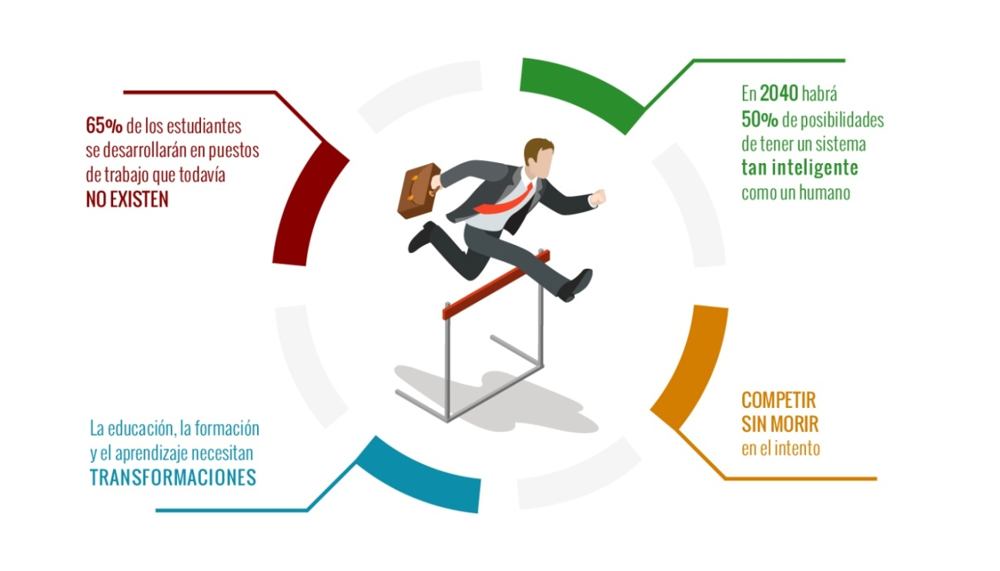 65% de los estudiantes
se desarrollarán en puestos
de trabajo que todavía
NO EXISTEN
En 2040 habrá
50% de posibilidades
de tener un sistema
tan inteligente
como un humano
La educación, la formación
y el aprendizaje necesitan
TRANSFORMACIONES
COMPETIR
SIN MORIR
en el intento